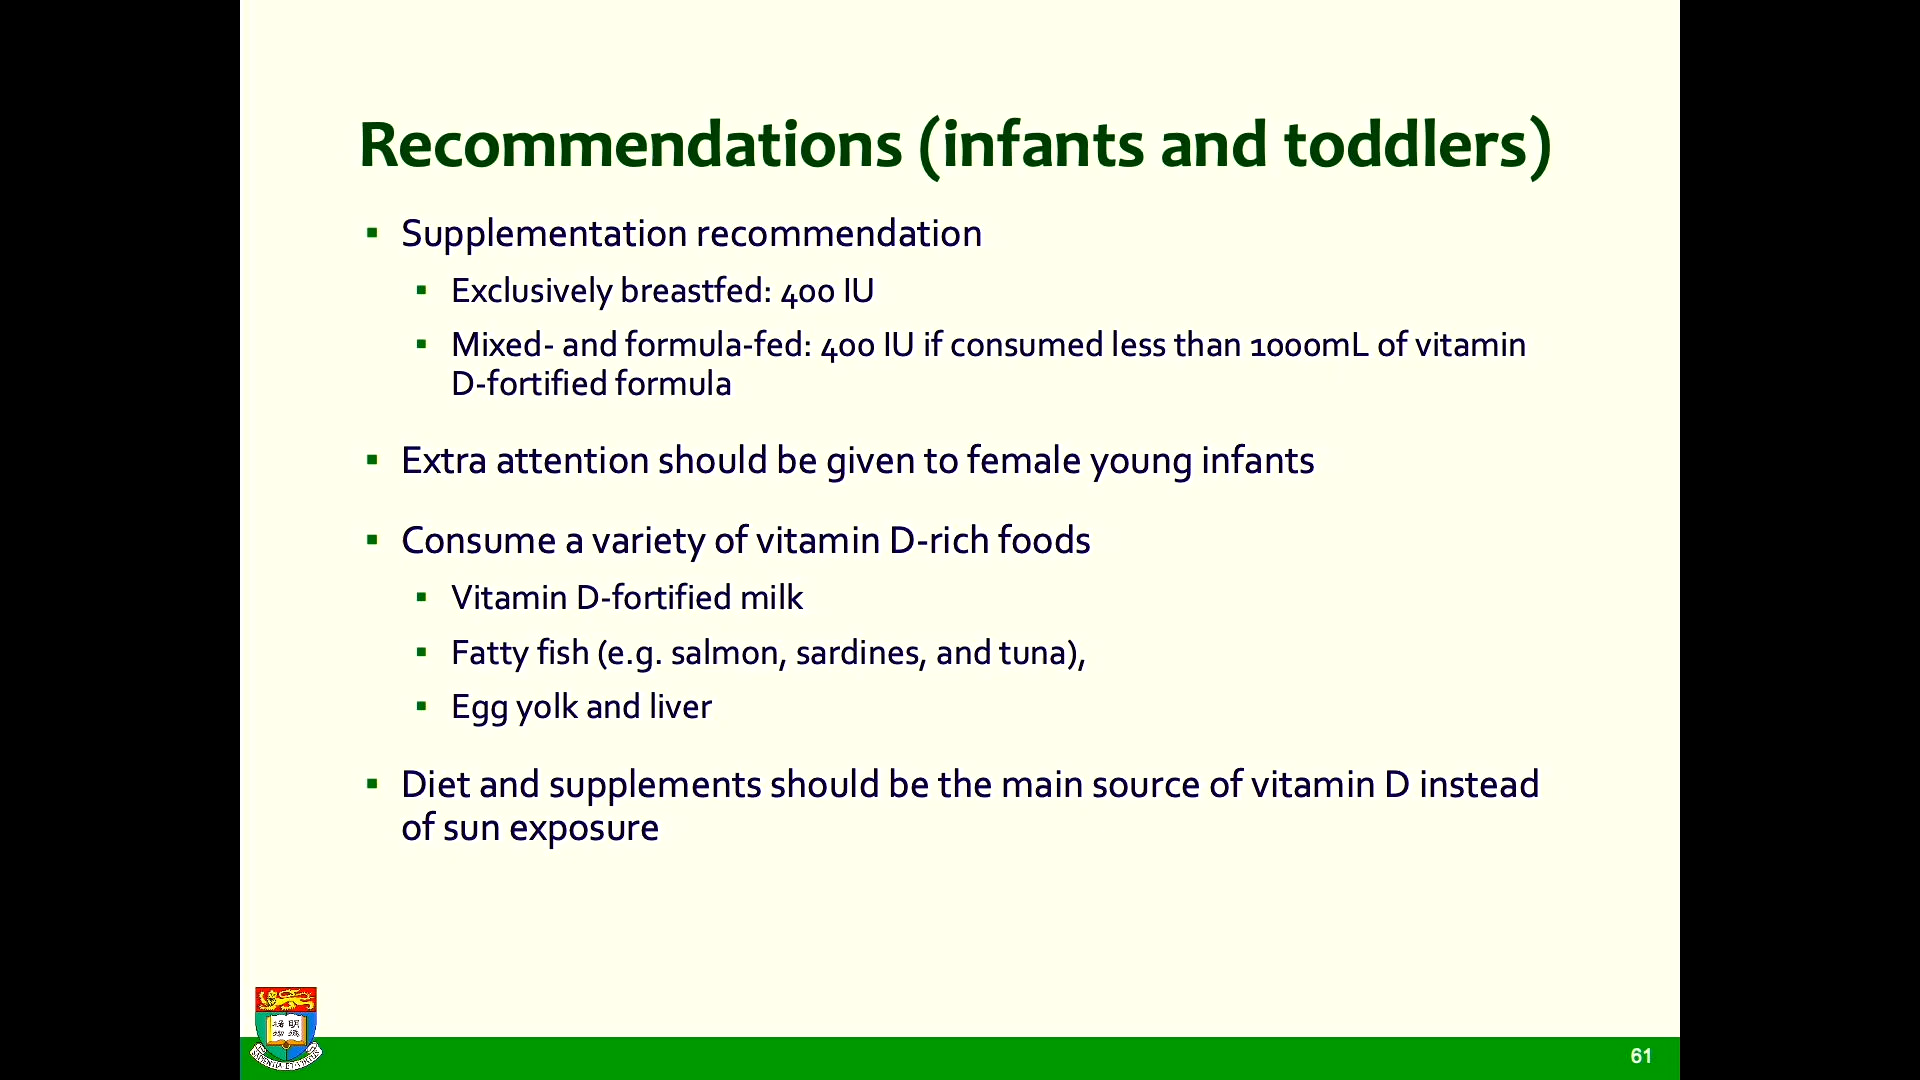 Recommendations (infants and toddlers)
Supplementation recommendation
Exclusively breastfed: 400 IU
Mixed- and formula-fed: 400 IU if consumed less than 1000mL of vitamin
D-fortified formula
Extra attention should be given to female young infants
Consume a variety of vitamin D-rich foods
Vitamin D-fortified milk
Fatty fish (e.g. salmon, sardines, and tuna),
Egg yolk and liver
Diet and supplements should be the main source of vitamin D instead
of sun exposure
61